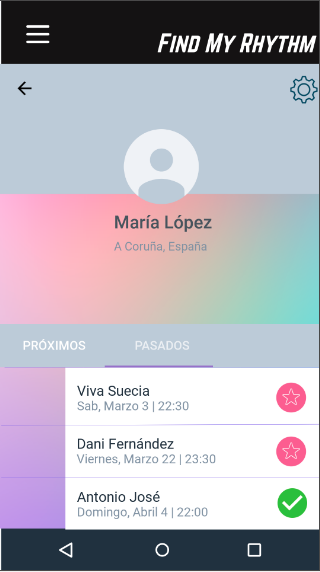 Find My Rhythm
María López
A Coruña, España
PRÓXIMOS PASADOS
Viva Suecia
Sab, Marzo 3 | 22:30
Dani Fernández
Viernes, Marzo 22 | 23:30
Antonio José
Domingo, Abril 4 | 22:00